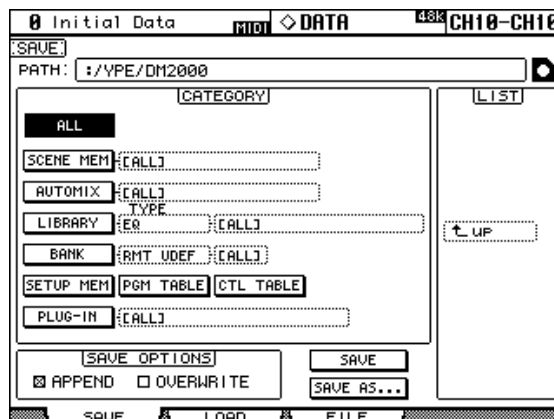 0 Initial Data MIDI ◇DATA 48k CH10-CH10
SAVE
PATH: :/YPE/DM2000
CATEGORY
LIST
ALL
SCENE MEM [ALL]
AUTOMIX [ALL]
TYPE
LIBRARY EQ [ALL]
UP
BANK RMT UDEF [ALL]
SETUP MEM PGM TABLE CTL TABLE
PLUG-IN [ALL]
SAVE OPTIONS
SAVE
APPEND OVERWRITE
SAVE AS...
SAVE LOAD FILE